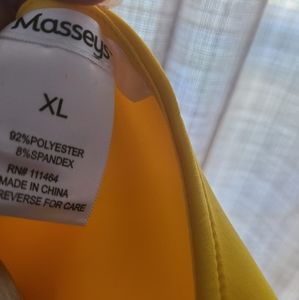 Masseys
XL
92%POLYESTER
8%SPANDEX
RN# 111464
MADE IN CHINA
REVERSE FOR CARE